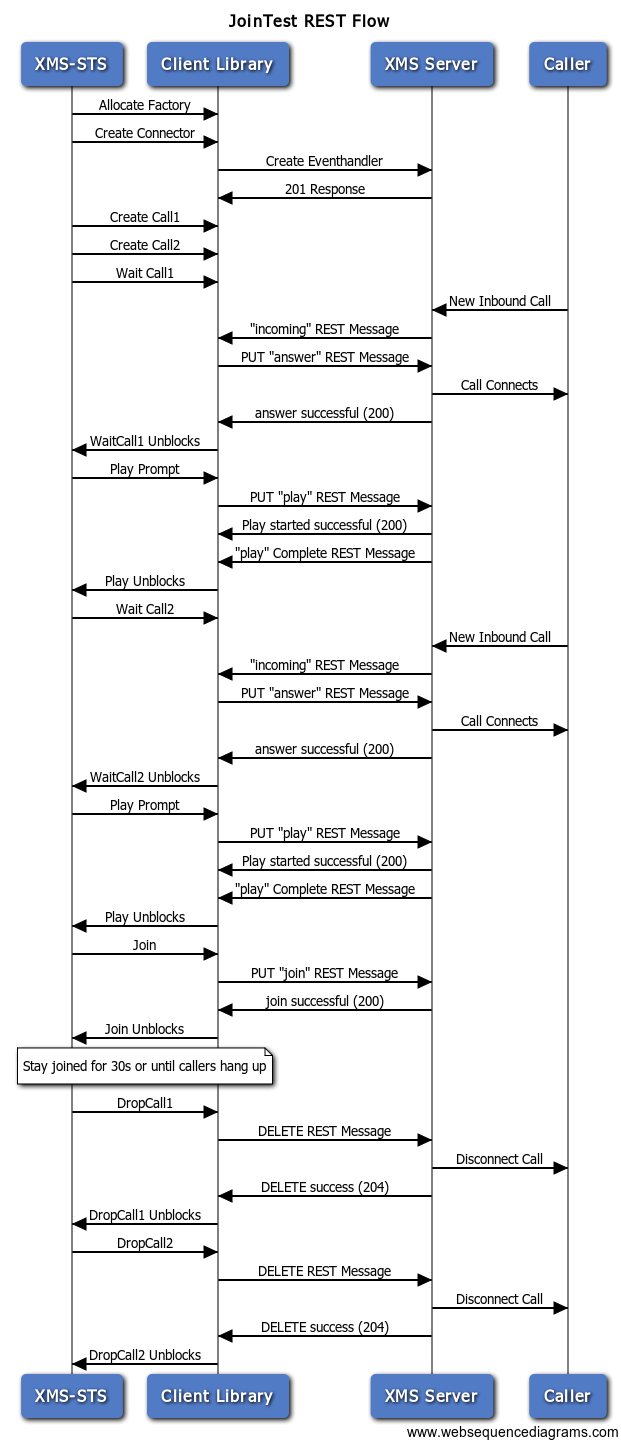 JoinTest REST Flow
XMS-STS
Client Library
XMS Server
Caller
Allocate Factory
Create Connector
Create Eventhandler
201 Response
Create Call1
Create Call2
Wait Call1
New Inbound Call
"incoming" REST Message
PUT "answer" REST Message
Call Connects
answer successful (200)
WaitCall1 Unblocks
Play Prompt
PUT "play" REST Message
Play started successful (200)
"play" Complete REST Message
Play Unblocks
Wait Call2
New Inbound Call
"incoming" REST Message
PUT "answer" REST Message
Call Connects
answer successful (200)
WaitCall2 Unblocks
Play Prompt
PUT "play" REST Message
Play started successful (200)
"play" Complete REST Message
Play Unblocks
Join
PUT "join" REST Message
join successful (200)
Join Unblocks
Stay joined for 30s or until callers hang up
DropCall1
DELETE REST Message
Disconnect Call
DELETE success (204)
DropCall1 Unblocks
DropCall2
DELETE REST Message
Disconnect Call
DELETE success (204)
DropCall2 Unblocks
XMS-STS
Client Library
XMS Server
Caller
www.websequencediagrams.com